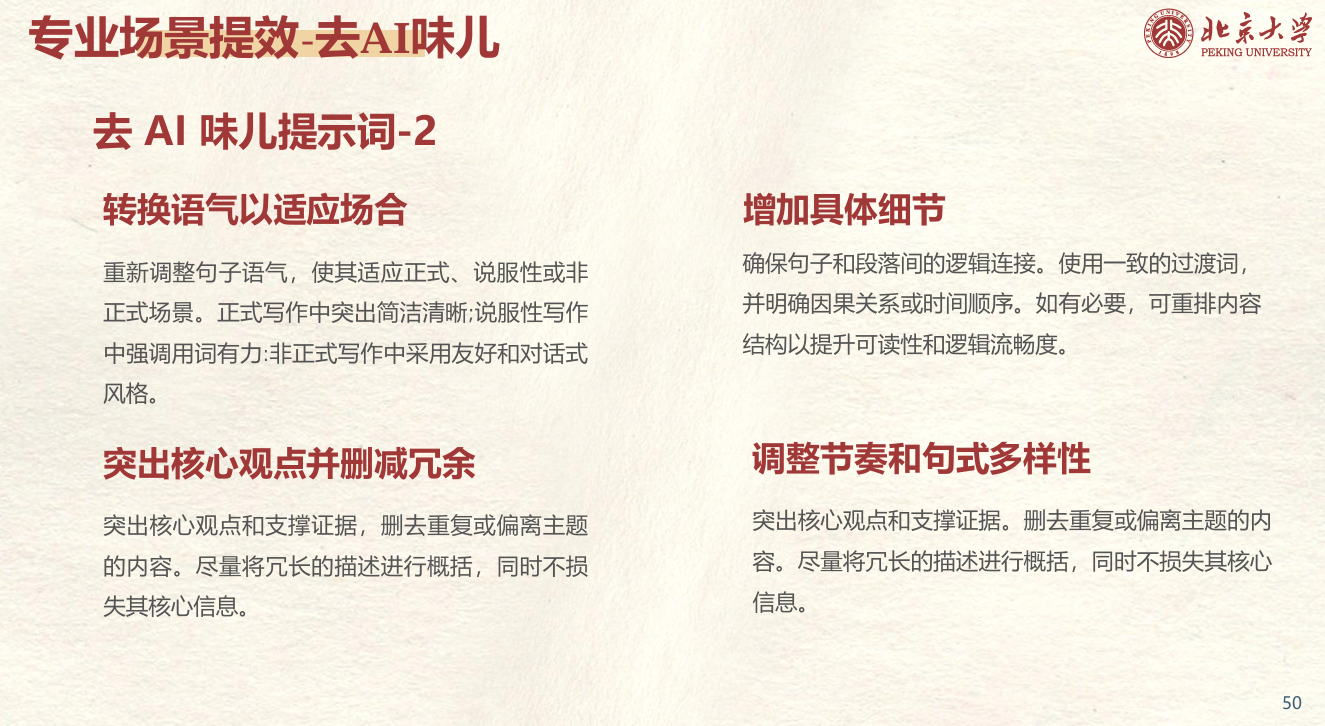 专业场景提效-去AI味儿
北京大学
PEKING UNIVERSITY
去 AI 味儿提示词-2
转换语气以适应场合
重新调整句子语气，使其适应正式、说服性或非
正式场景。正式写作中突出简洁清晰;说服性写作
中强调用词有力:非正式写作中采用友好和对话式
风格。
增加具体细节
确保句子和段落间的逻辑连接。使用一致的过渡词，
并明确因果关系或时间顺序。如有必要，可重排内容
结构以提升可读性和逻辑流畅度。
突出核心观点并删减冗余
突出核心观点和支撑证据，删去重复或偏离主题
的内容。尽量将冗长的描述进行概括，同时不损
失其核心信息。
调整节奏和句式多样性
突出核心观点和支撑证据。删去重复或偏离主题的内
容。尽量将冗长的描述进行概括，同时不损失其核心
信息。
50